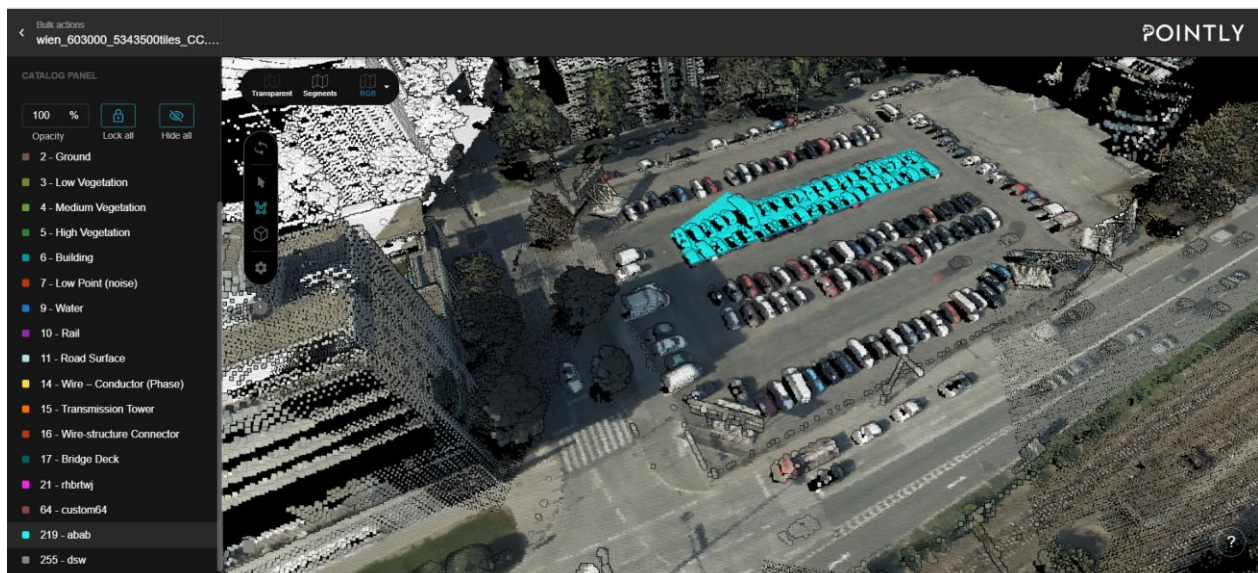 Bulk actions
wien_603000_5343500tiles_CC....
POINTLY
CATALOG PANEL
Transparent
Segments
RGB
100 %
Opacity
Lock all
Hide all
2 - Ground
3 - Low Vegetation
4 - Medium Vegetation
5 - High Vegetation
6 - Building
7 - Low Point (noise)
9 - Water
10 - Rail
11 - Road Surface
14 - Wire – Conductor (Phase)
15 - Transmission Tower
16 - Wire-structure Connector
17 - Bridge Deck
21 - rhbrtwj
64 - custom64
219 - abab
255 - dsw
?